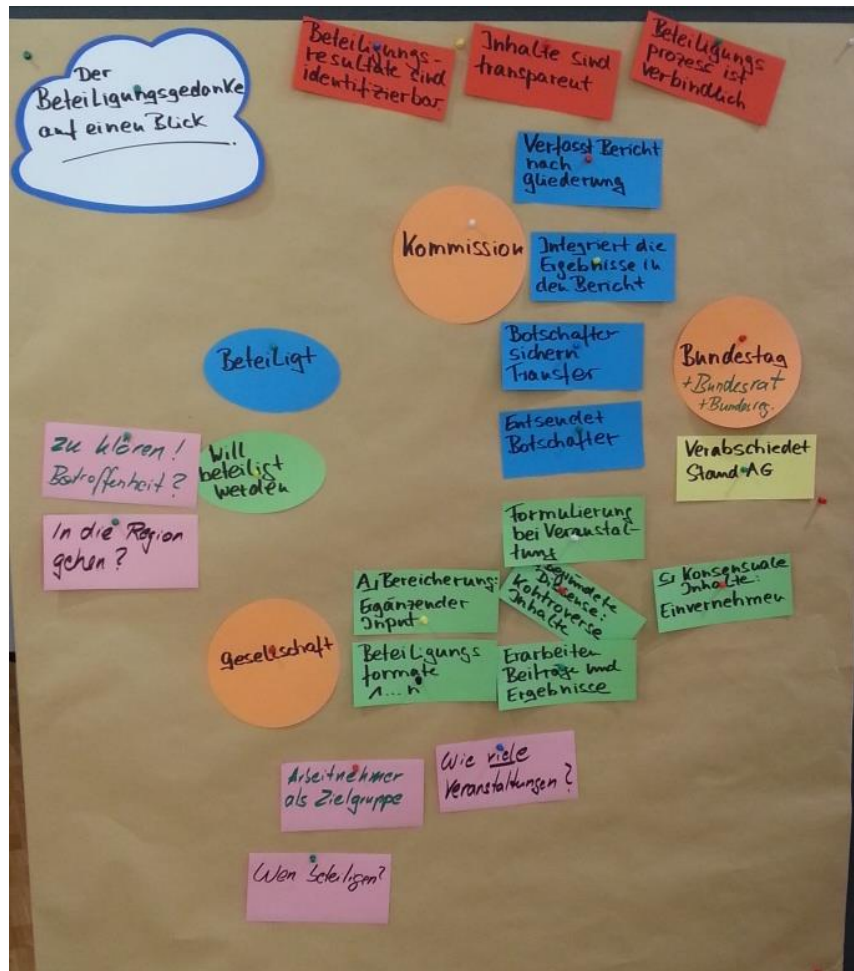 Der
Beteiligungsgedanke
auf einen Blick
Beteiligungs-
resultate sind
identifizierbar
Inhalte sind
transparent
Beteiligungs
prozess ist
verbindlich
Verfasst Bericht
nach
gliederung
Kommission
Integriert die
Ergebnisse in
den Bericht
Beteiligt
Botschafter
sichern
Transfer
Bundestag
+Bundesrat
+Bundesreg.
zu klären!
Betroffenheit?
Will
beteiligt
werden
Entsendet
Botschafter
Verabschiedet
StandAG
In die Region
gehen?
Formulierung
bei Veranstal-
tung
A) Bereicherung:
Ergänzender
Input
Begründete
Dissense:
Kontroverse
Inhalte
C) Konsensuale
Inhalte:
Einvernehmen
gesellschaft
Beteiligungs
formate
1...n
Erarbeiten
Beiträge und
Ergebnisse
Arbeitnehmer
als Zielgruppe
Wie viele
Veranstaltungen?
Wen beteiligen?